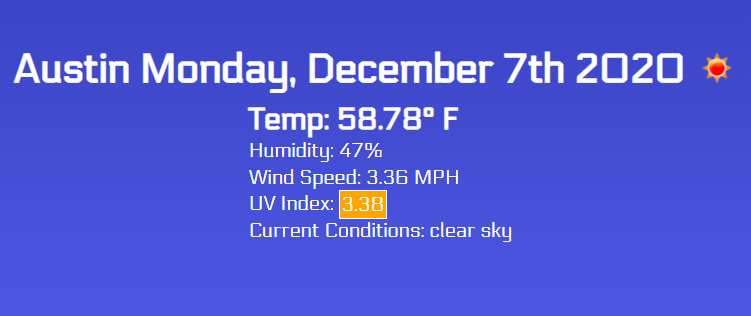 Austin Monday, December 7th 2020
Temp: 58.78° F
Humidity: 47%
Wind Speed: 3.36 MPH
UV Index: 3.38
Current Conditions: clear sky